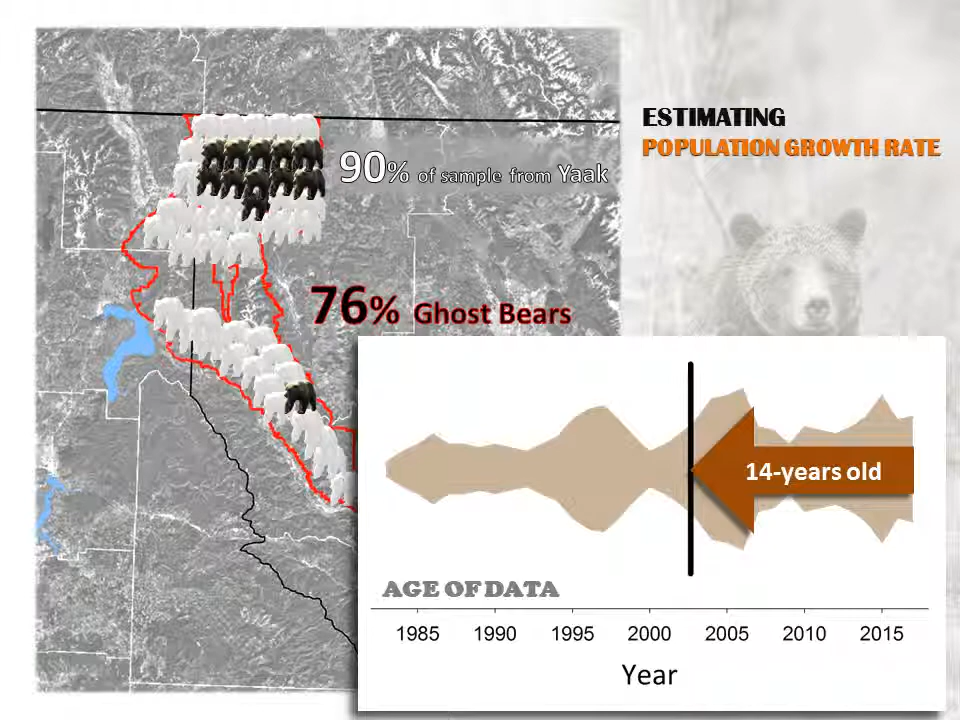 ESTIMATING
POPULATION GROWTH RATE
90% of sample from Yaak
76% Ghost Bears
14-years old
AGE OF DATA
1985 1990 1995 2000 2005 2010 2015
Year